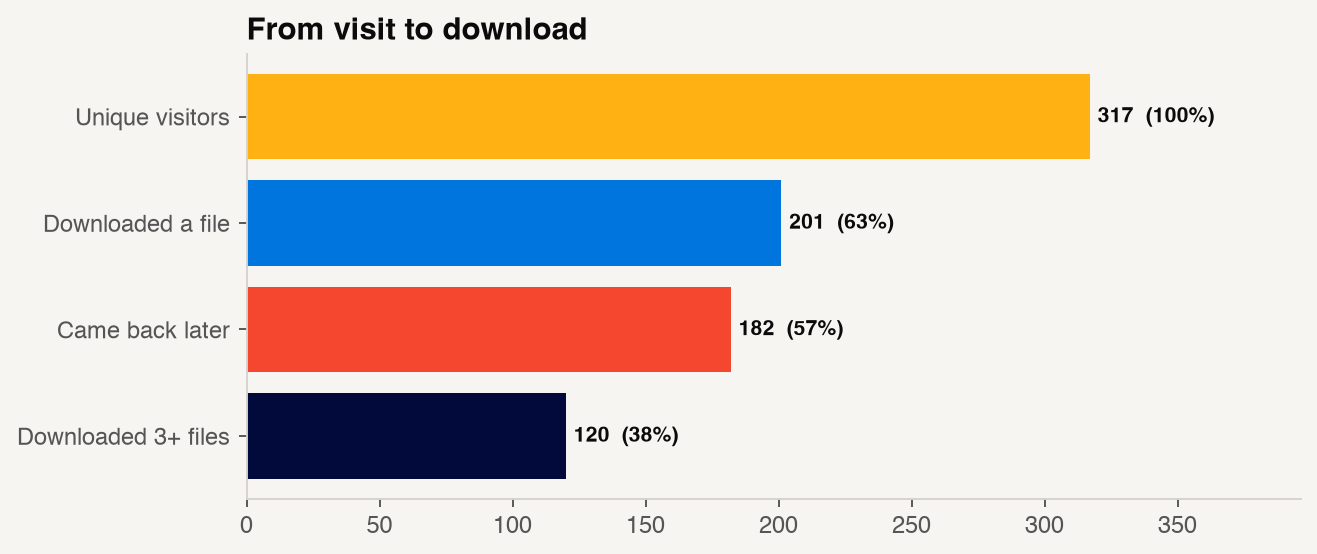 From visit to download
Unique visitors
317 (100%)
Downloaded a file
201 (63%)
Came back later
182 (57%)
Downloaded 3+ files
120 (38%)
0 50 100 150 200 250 300 350